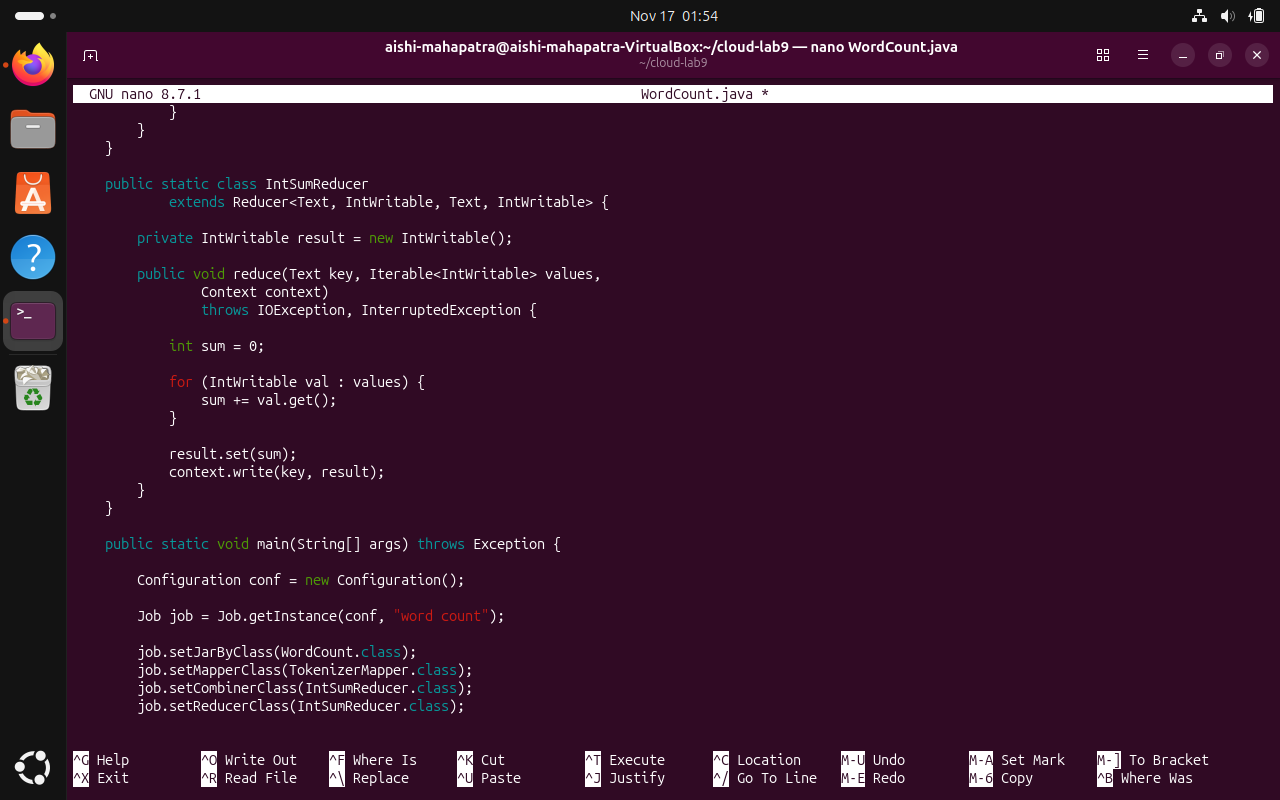 Nov 17 01:54
aishi-mahapatra@aishi-mahapatra-VirtualBox:~/cloud-lab9 — nano WordCount.java
~/cloud-lab9
GNU nano 8.7.1 WordCount.java *
            }
        }
    }

    public static class IntSumReducer
            extends Reducer<Text, IntWritable, Text, IntWritable> {

        private IntWritable result = new IntWritable();

        public void reduce(Text key, Iterable<IntWritable> values,
                Context context)
                throws IOException, InterruptedException {

            int sum = 0;

            for (IntWritable val : values) {
                sum += val.get();
            }

            result.set(sum);
            context.write(key, result);
        }
    }

    public static void main(String[] args) throws Exception {

        Configuration conf = new Configuration();

        Job job = Job.getInstance(conf, "word count");

        job.setJarByClass(WordCount.class);
        job.setMapperClass(TokenizerMapper.class);
        job.setCombinerClass(IntSumReducer.class);
        job.setReducerClass(IntSumReducer.class);

^G Help ^O Write Out ^F Where Is ^K Cut ^T Execute ^C Location M-U Undo M-A Set Mark M-] To Bracket
^X Exit ^R Read File ^\ Replace ^U Paste ^J Justify ^/ Go To Line M-E Redo M-6 Copy ^B Where Was